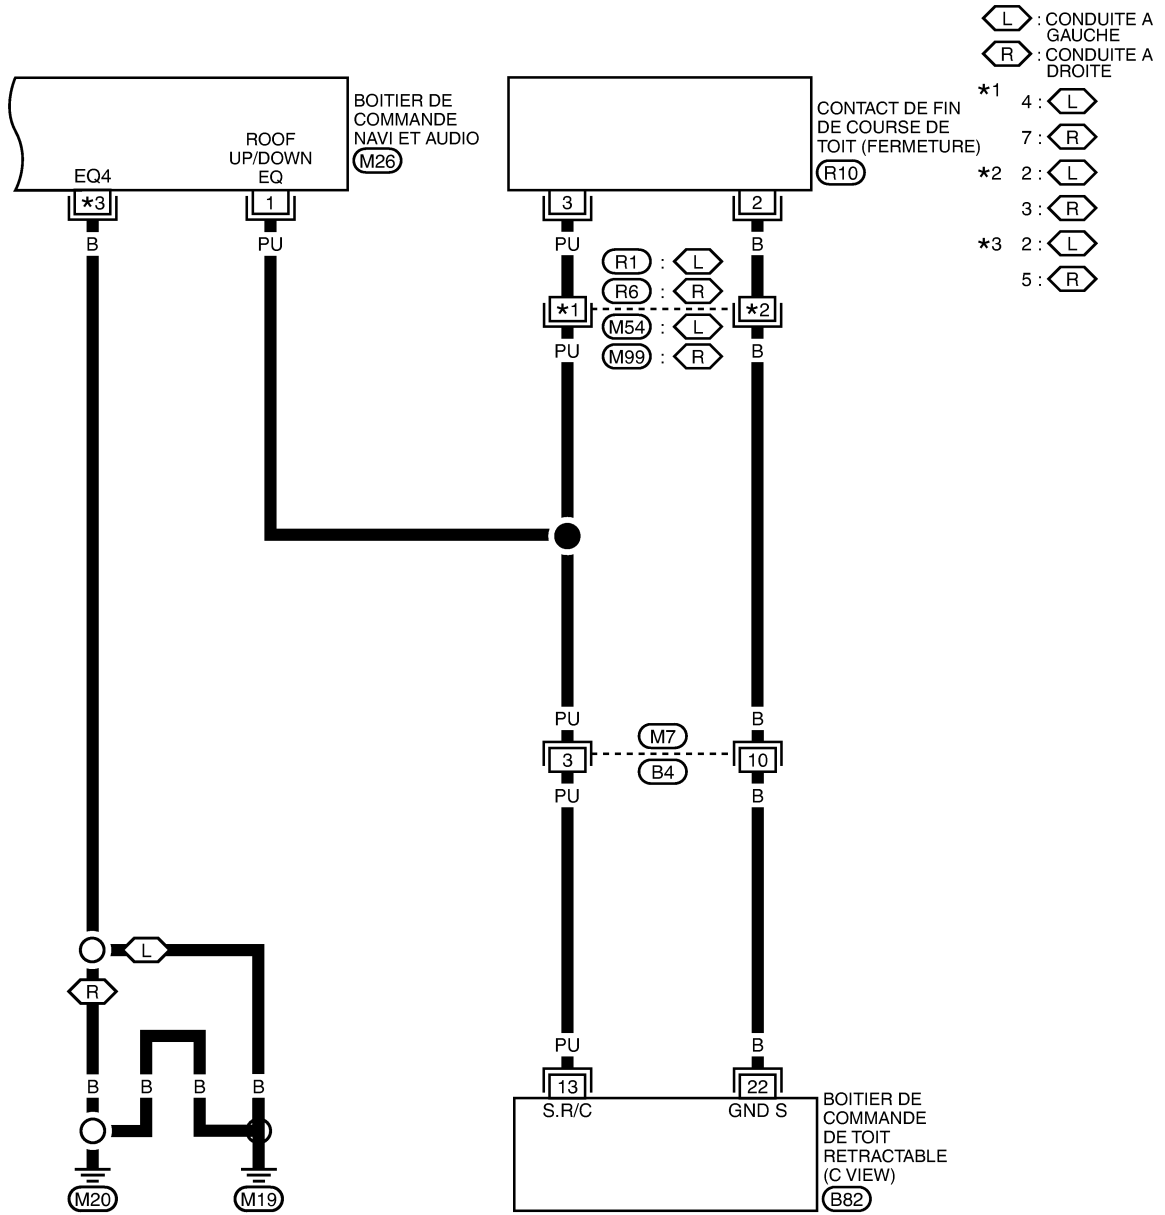 L : CONDUITE A
GAUCHE
R : CONDUITE A
DROITE
*1
4 : L
7 : R
*2 2 : L
3 : R
*3 2 : L
5 : R
BOITIER DE
COMMANDE
NAVI ET AUDIO
M26
ROOF
UP/DOWN
EQ4
EQ
*3
1
B
PU
CONTACT DE FIN
DE COURSE DE
TOIT (FERMETURE)
R10
3
2
PU
B
R1 : L
R6 : R
*1
*2
M54 : L
M99 : R
PU
B
PU
B
M7
3
10
B4
PU
B
L
R
B
B
B
B
M20
M19
PU
B
13
22
S.R/C
GND S
BOITIER DE
COMMANDE
DE TOIT
RETRACTABLE
(C VIEW)
B82